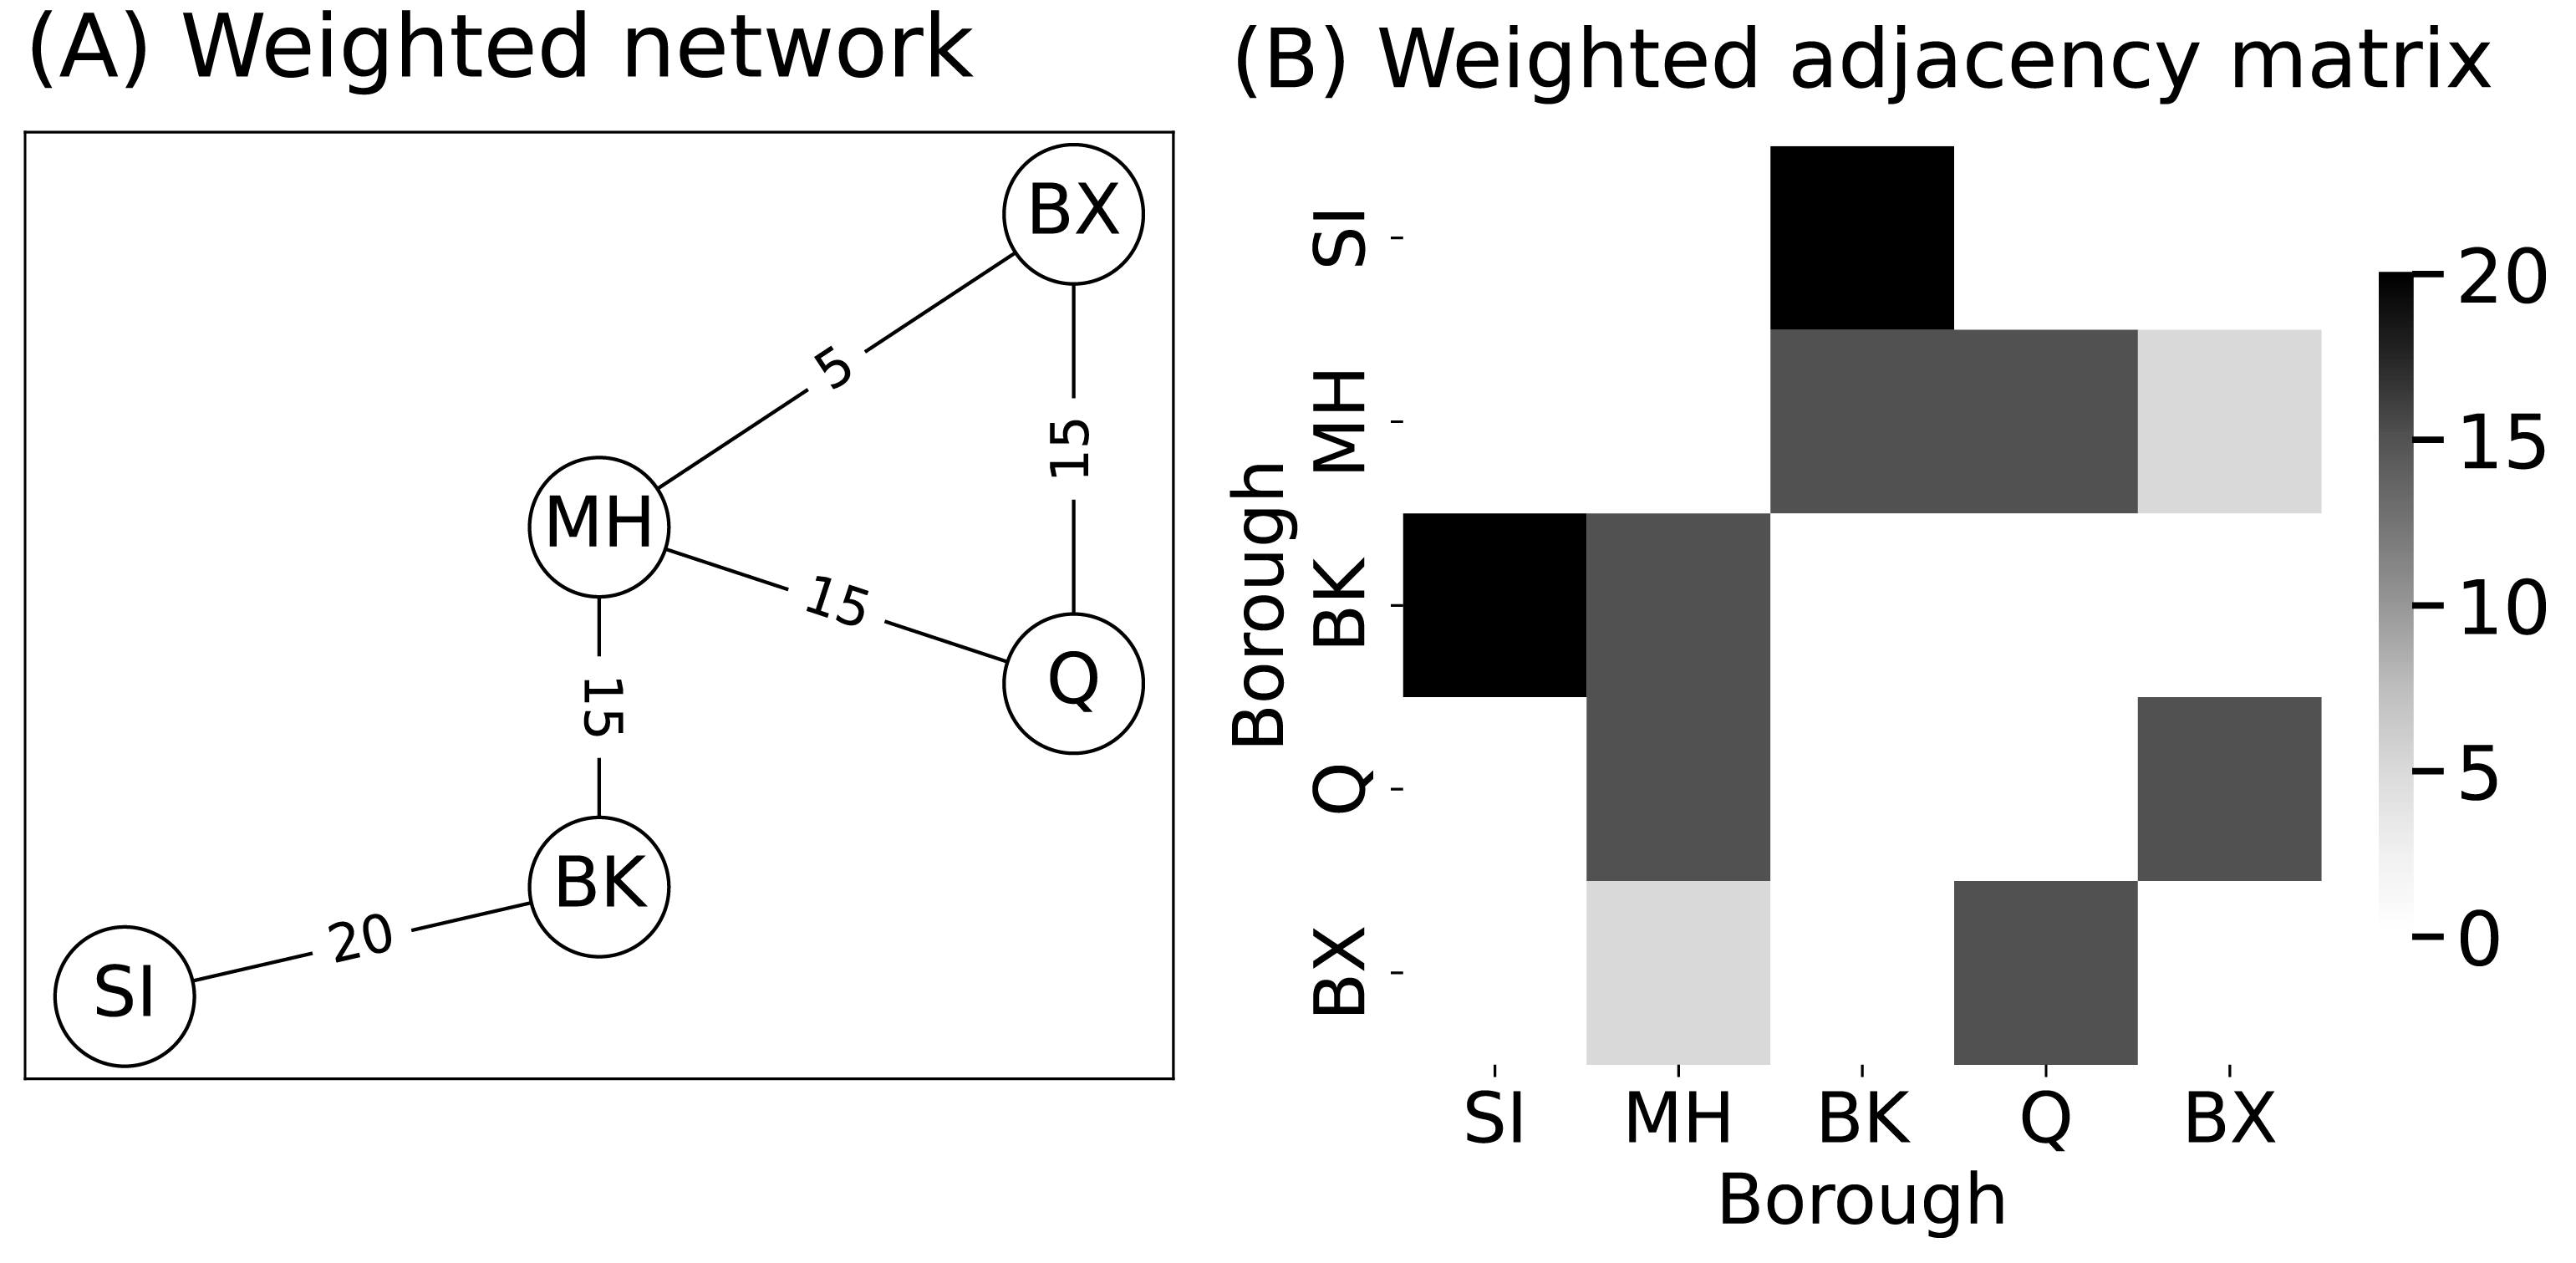 (A) Weighted network
BX
5
15
MH
15
Q
15
BK
20
SI
(B) Weighted adjacency matrix
Borough
SI
MH
BK
Q
BX
SI MH BK Q BX
Borough
20
15
10
5
0